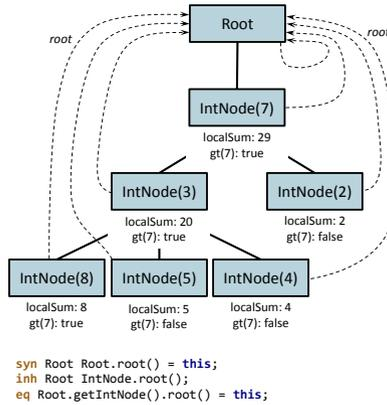 Root
root
root
IntNode(7)
localSum: 29
gt(7): true
IntNode(3)
IntNode(2)
localSum: 20
gt(7): true
localSum: 2
gt(7): false
IntNode(8)
IntNode(5)
IntNode(4)
localSum: 8
gt(7): true
localSum: 5
gt(7): false
localSum: 4
gt(7): false
syn Root Root.root() = this;
inh Root IntNode.root();
eq Root.getIntNode().root() = this;